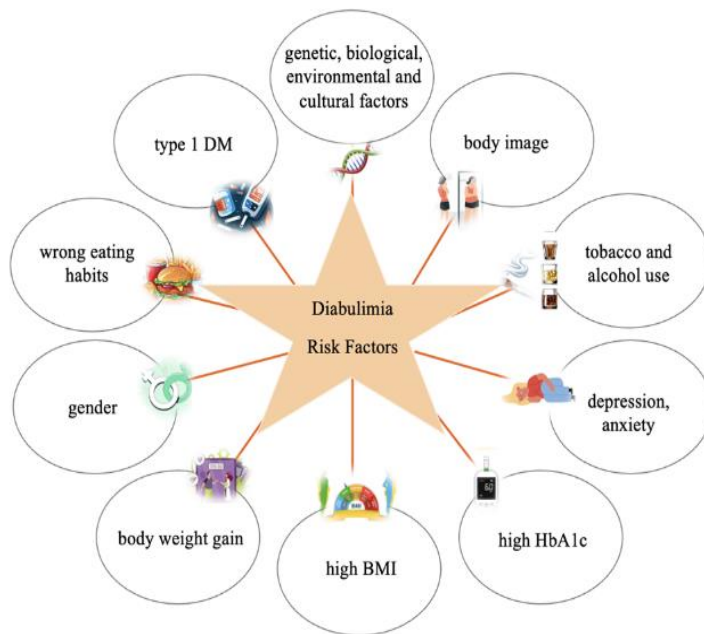 genetic, biological,
environmental and
cultural factors
body image
tobacco and
alcohol use
depression,
anxiety
high HbA1c
high BMI
body weight gain
gender
wrong eating
habits
type 1 DM
Diabulimia
Risk Factors